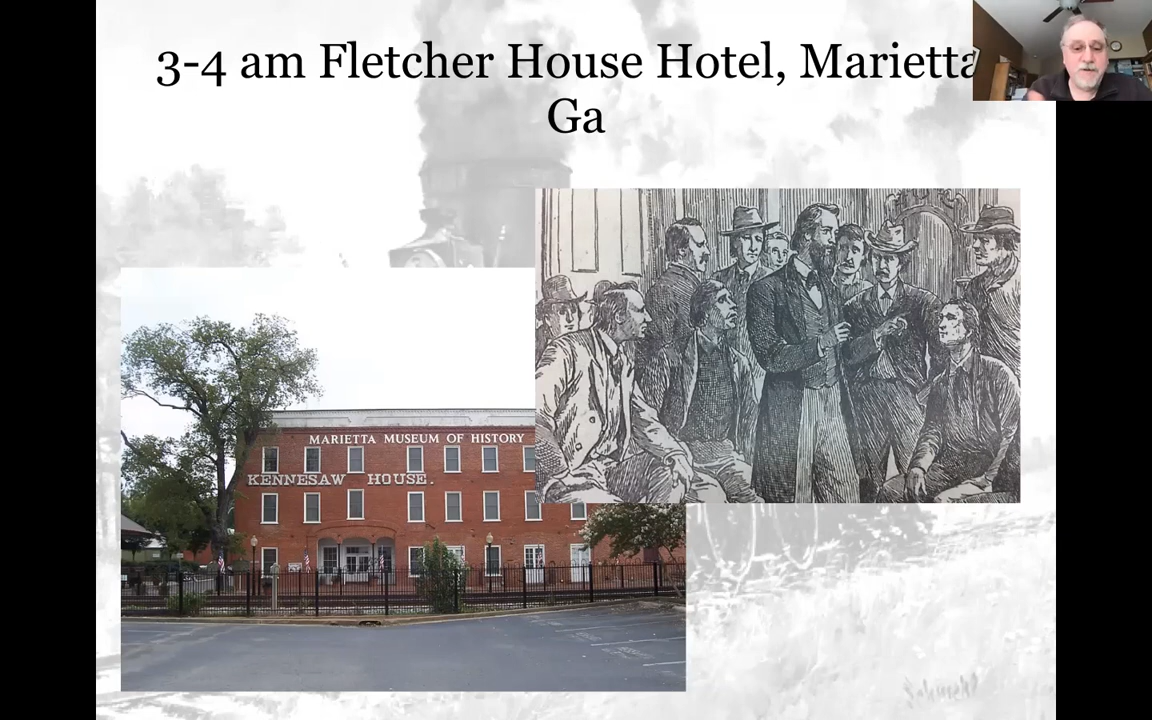 3-4 am Fletcher House Hotel, Marietta
Ga
MARIETTA MUSEUM OF HISTORY
KENNESAW HOUSE.